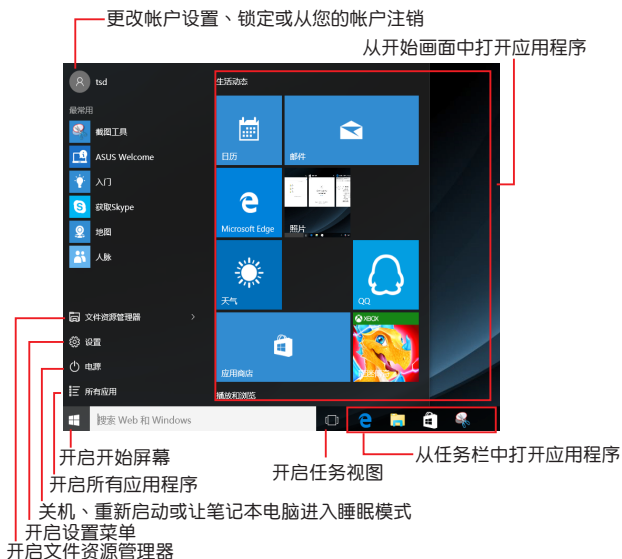 更改帐户设置、锁定或从您的帐户注销
从开始画面中打开应用程序
tsd
生活动态
最常用
截图工具
ASUS Welcome
入门
获取Skype
地图
人脉
日历
邮件
Microsoft Edge
照片
天气
QQ
应用商店
XBOX
播放和浏览
文件资源管理器
设置
电源
所有应用
搜索 Web 和 Windows
开启开始屏幕
开启任务视图
从任务栏中打开应用程序
开启所有应用程序
关机、重新启动或让笔记本电脑进入睡眠模式
开启设置菜单
开启文件资源管理器